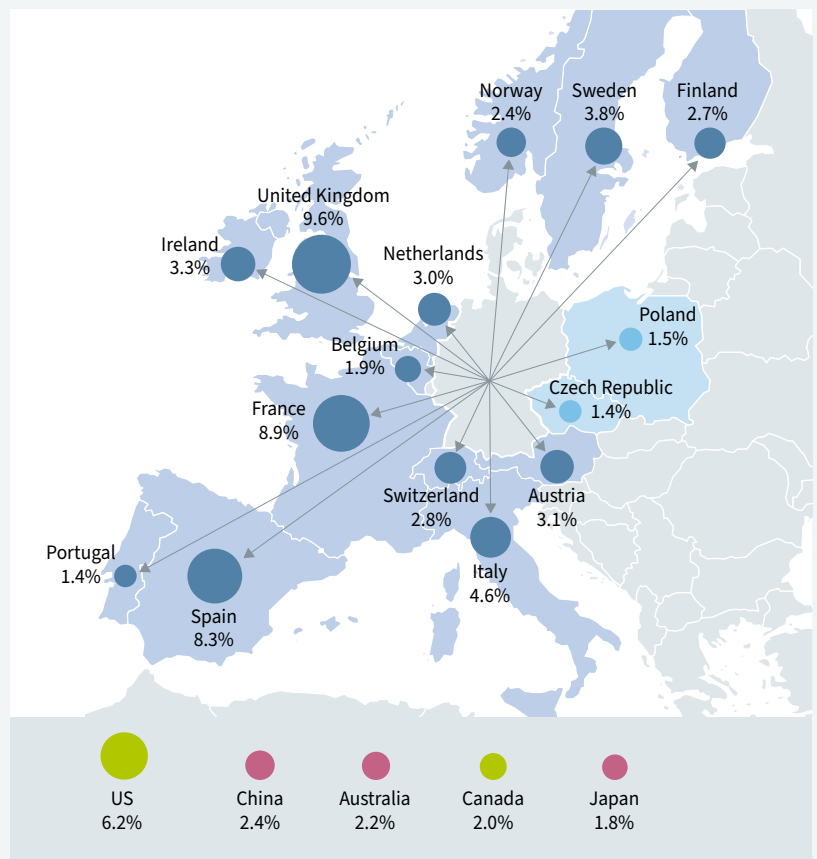 Norway
2.4%
Sweden
3.8%
Finland
2.7%
United Kingdom
9.6%
Ireland
3.3%
Netherlands
3.0%
Poland
1.5%
Belgium
1.9%
Czech Republic
1.4%
France
8.9%
Switzerland
2.8%
Austria
3.1%
Portugal
1.4%
Italy
4.6%
Spain
8.3%
US
6.2%
China
2.4%
Australia
2.2%
Canada
2.0%
Japan
1.8%